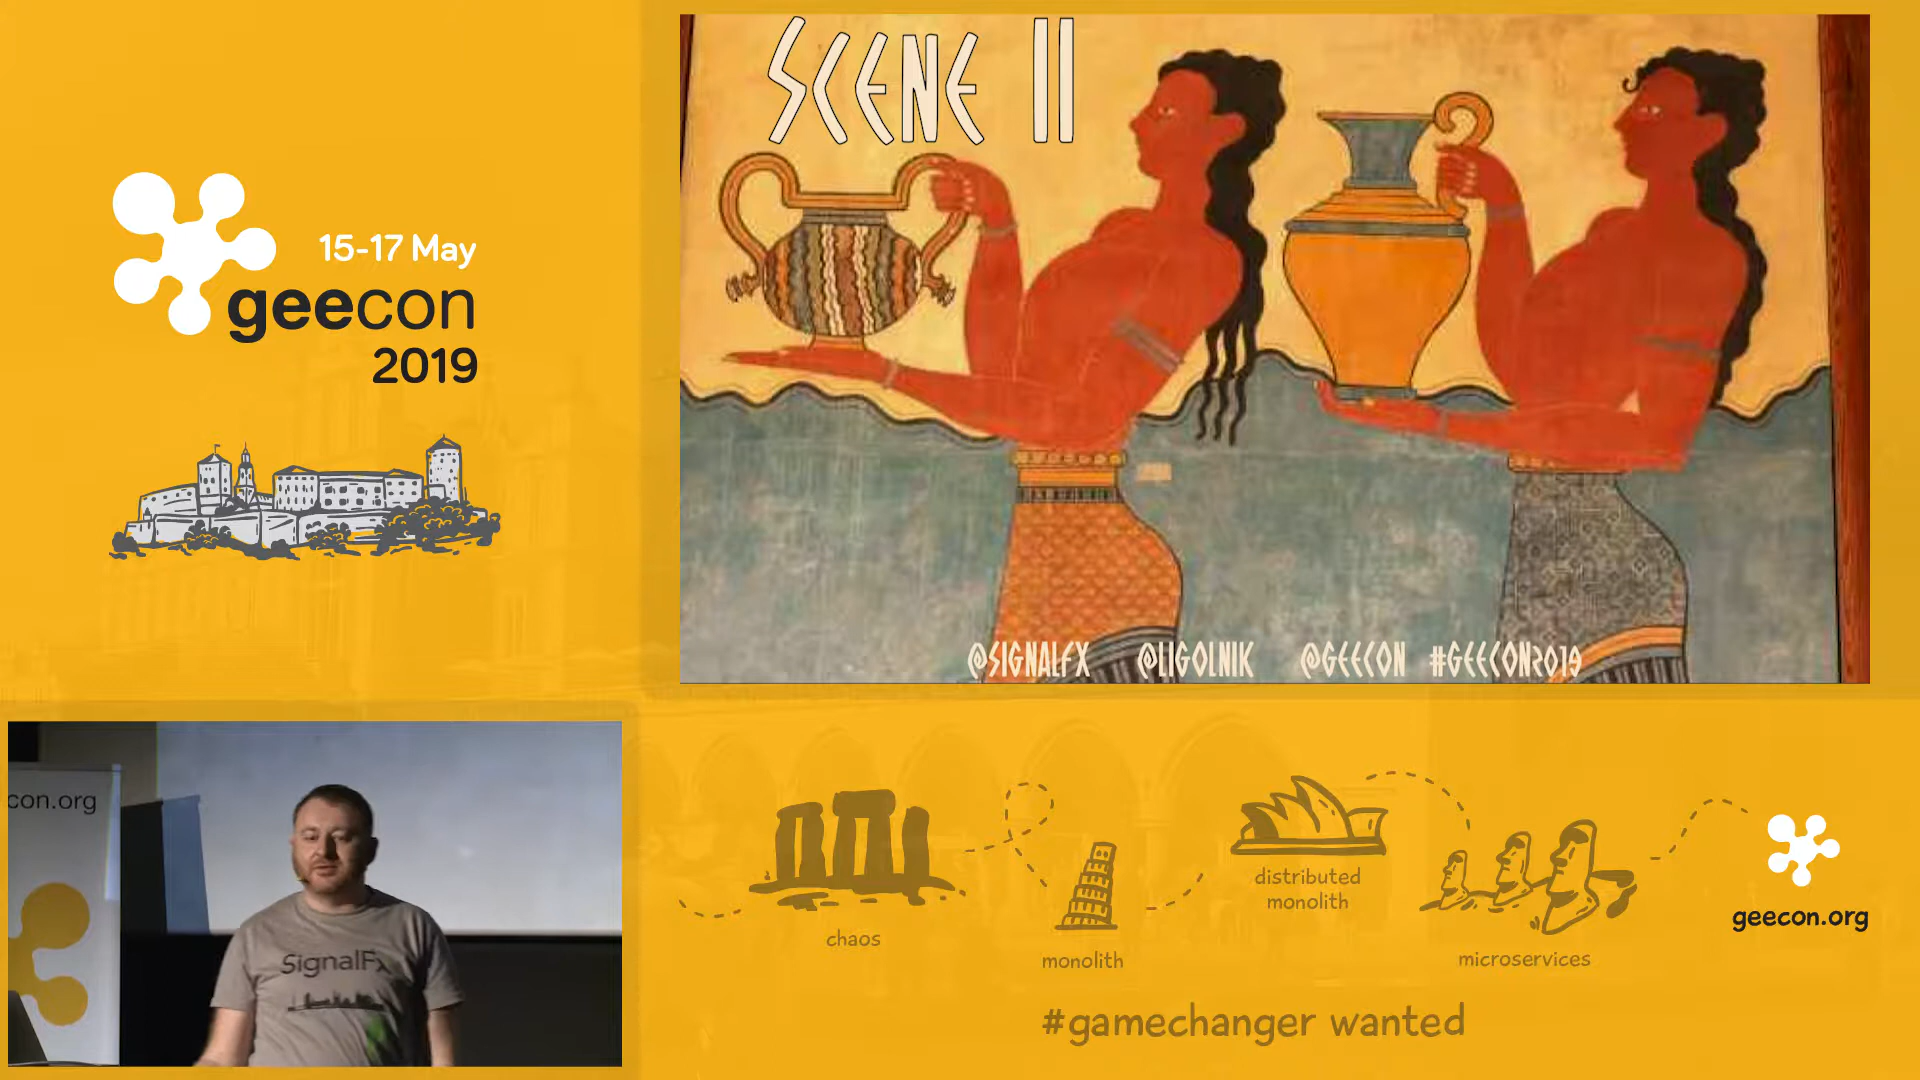 SCENE II
15-17 May
geecon
2019
@SIGNALFX @LIGOLNIK @GEECON #GEECON2019
con.org
SignalFx
chaos
monolith
distributed
monolith
microservices
geecon.org
#gamechanger wanted